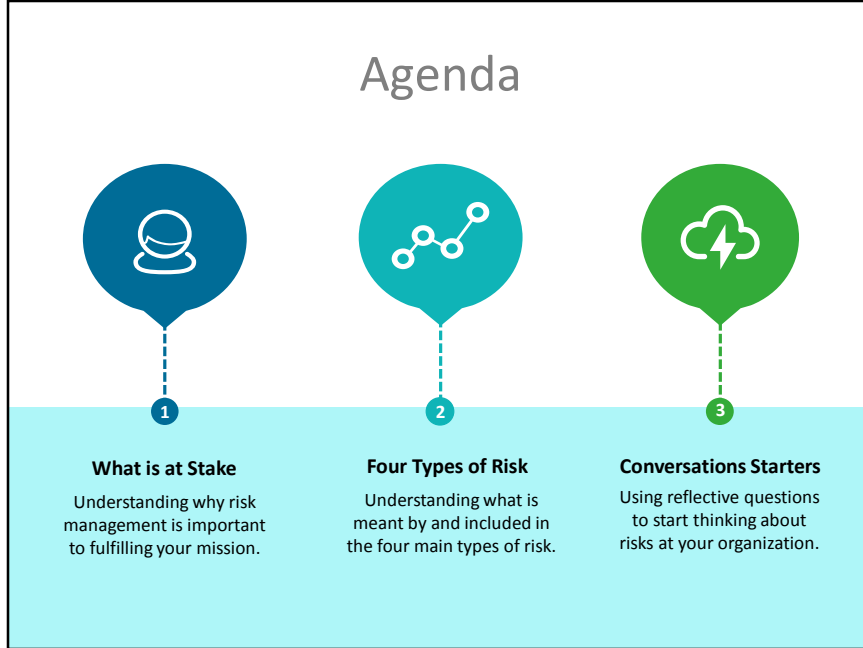 Agenda
1
What is at Stake
Understanding why risk
management is important
to fulfilling your mission.
2
Four Types of Risk
Understanding what is
meant by and included in
the four main types of risk.
3
Conversations Starters
Using reflective questions
to start thinking about
risks at your organization.